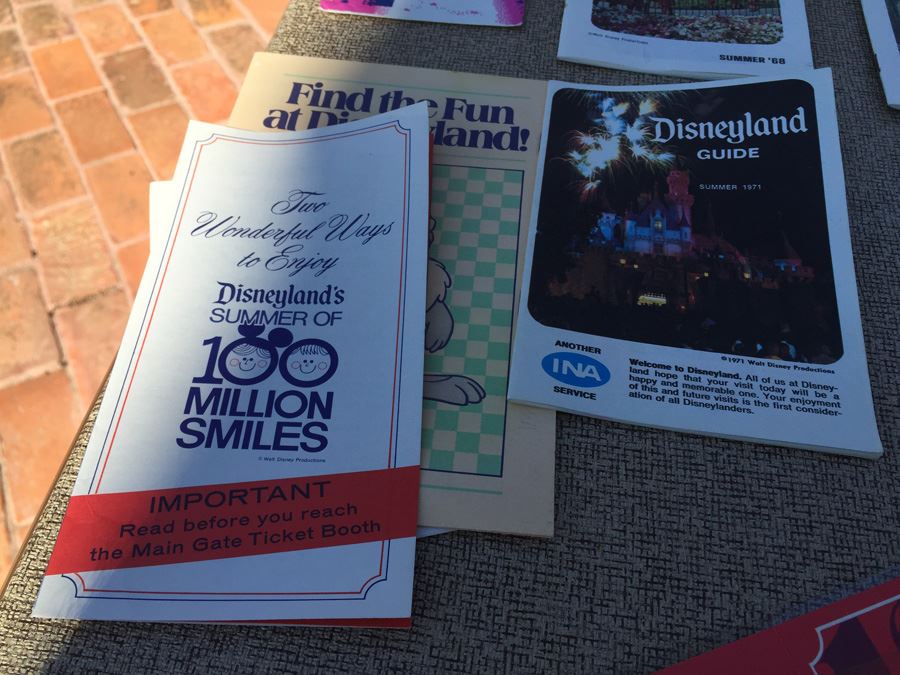 © Walt Disney Productions
SUMMER '68
Find the Fun
at Disneyland!
Disneyland
GUIDE
SUMMER 1971
© 1971 Walt Disney Productions
ANOTHER
INA
SERVICE
Welcome to Disneyland. All of us at Disney-
land hope that your visit today will be a
happy and memorable one. Your enjoyment
of this and future visits is the first consider-
ation of all Disneylanders.
Two
Wonderful Ways
to Enjoy
Disneyland's
SUMMER OF
100
MILLION
SMILES
© Walt Disney Productions
IMPORTANT
Read before you reach
the Main Gate Ticket Booth